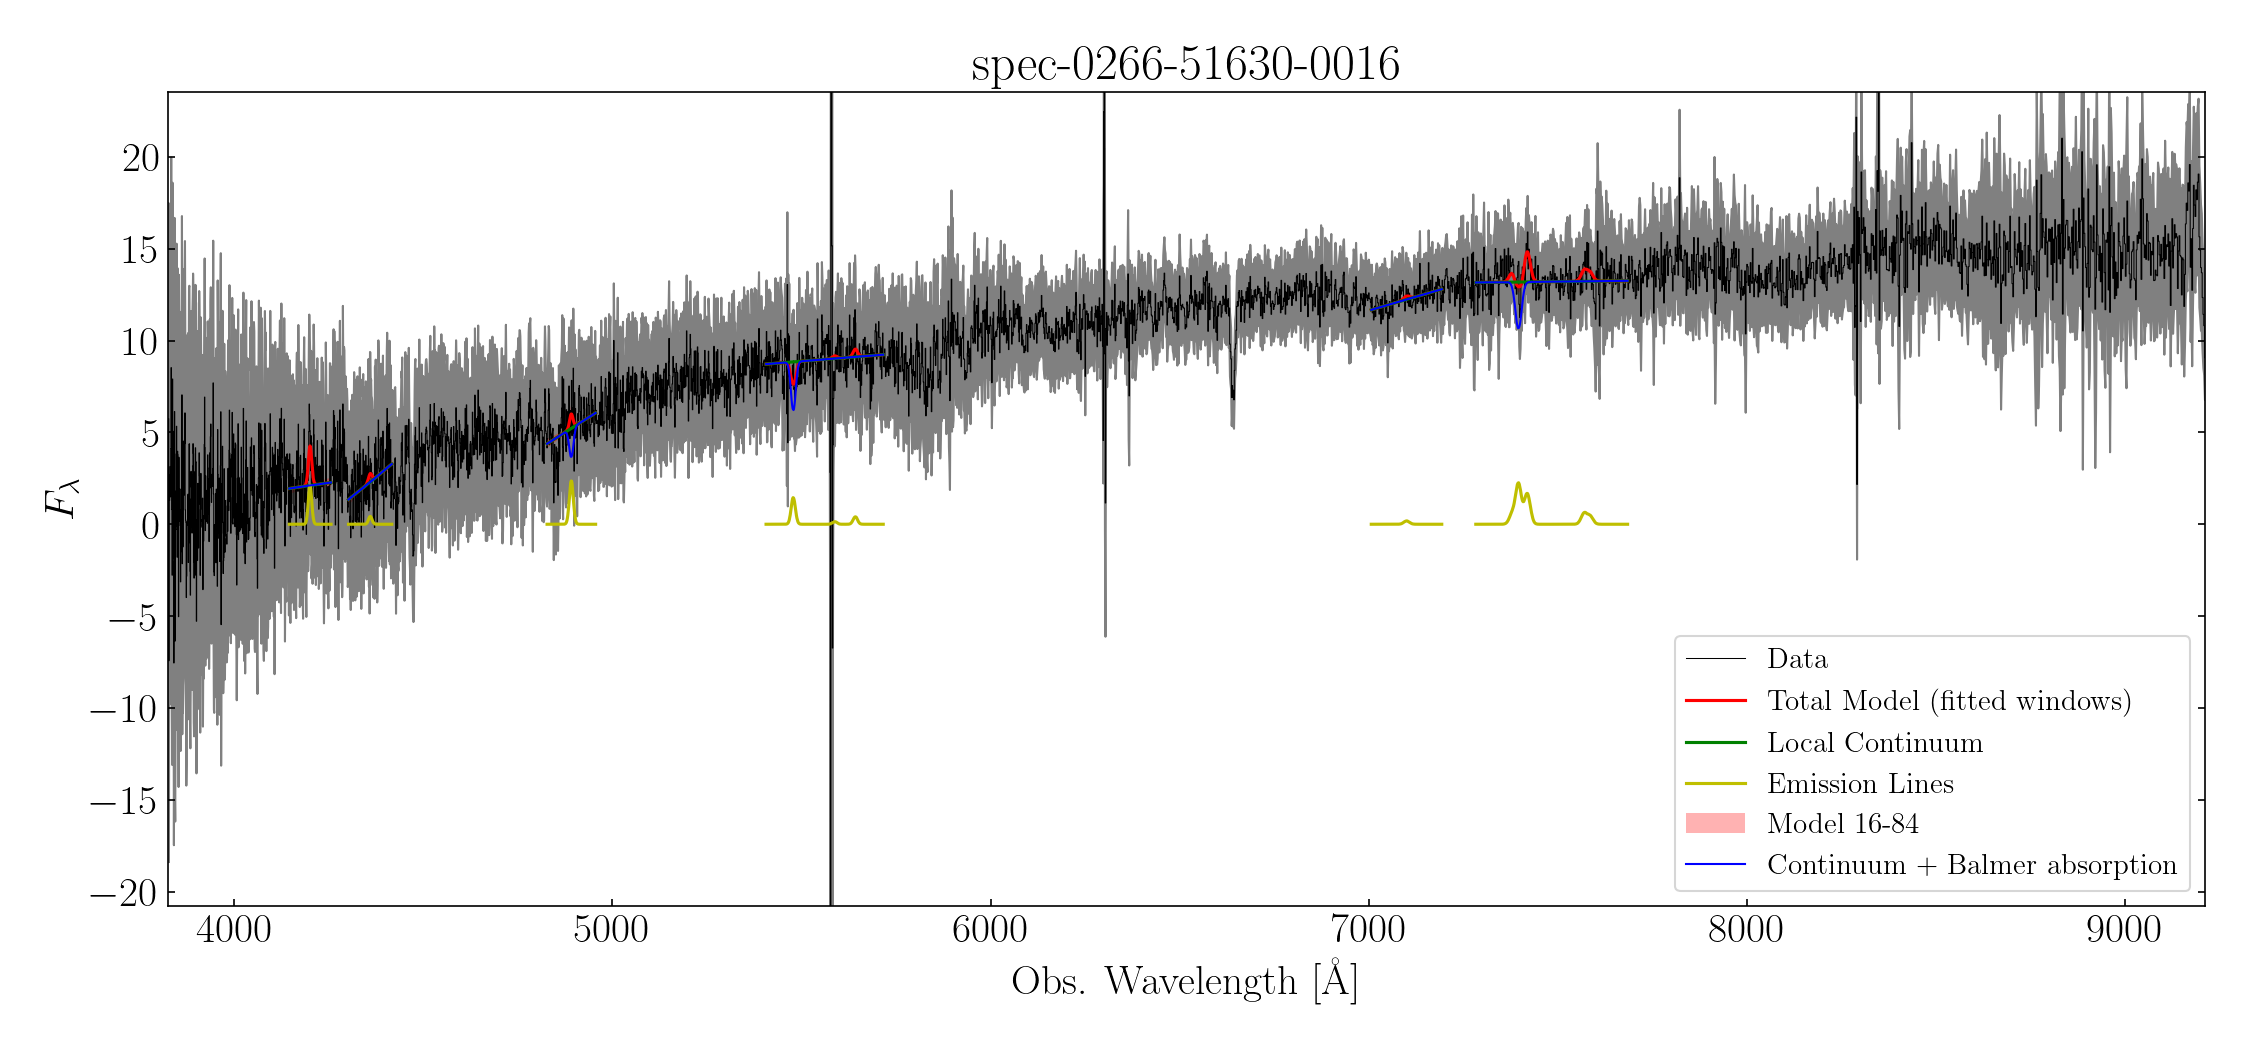 spec-0266-51630-0016
20
15
10
5
0
−5
−10
−15
−20
F_λ
Data
Total Model (fitted windows)
Local Continuum
Emission Lines
Model 16-84
Continuum + Balmer absorption
4000 5000 6000 7000 8000 9000
Obs. Wavelength [Å]